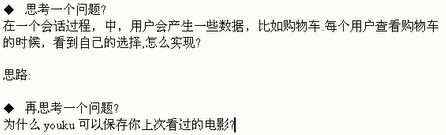 ◆ 思考一个问题?
在一个会话过程，中，用户会产生一些数据，比如购物车.每个用户查看购物车
的时候，看到自己的选择,怎么实现?
思路:
◆ 再思考一个问题?
为什么 youku 可以保存你上次看过的电影?